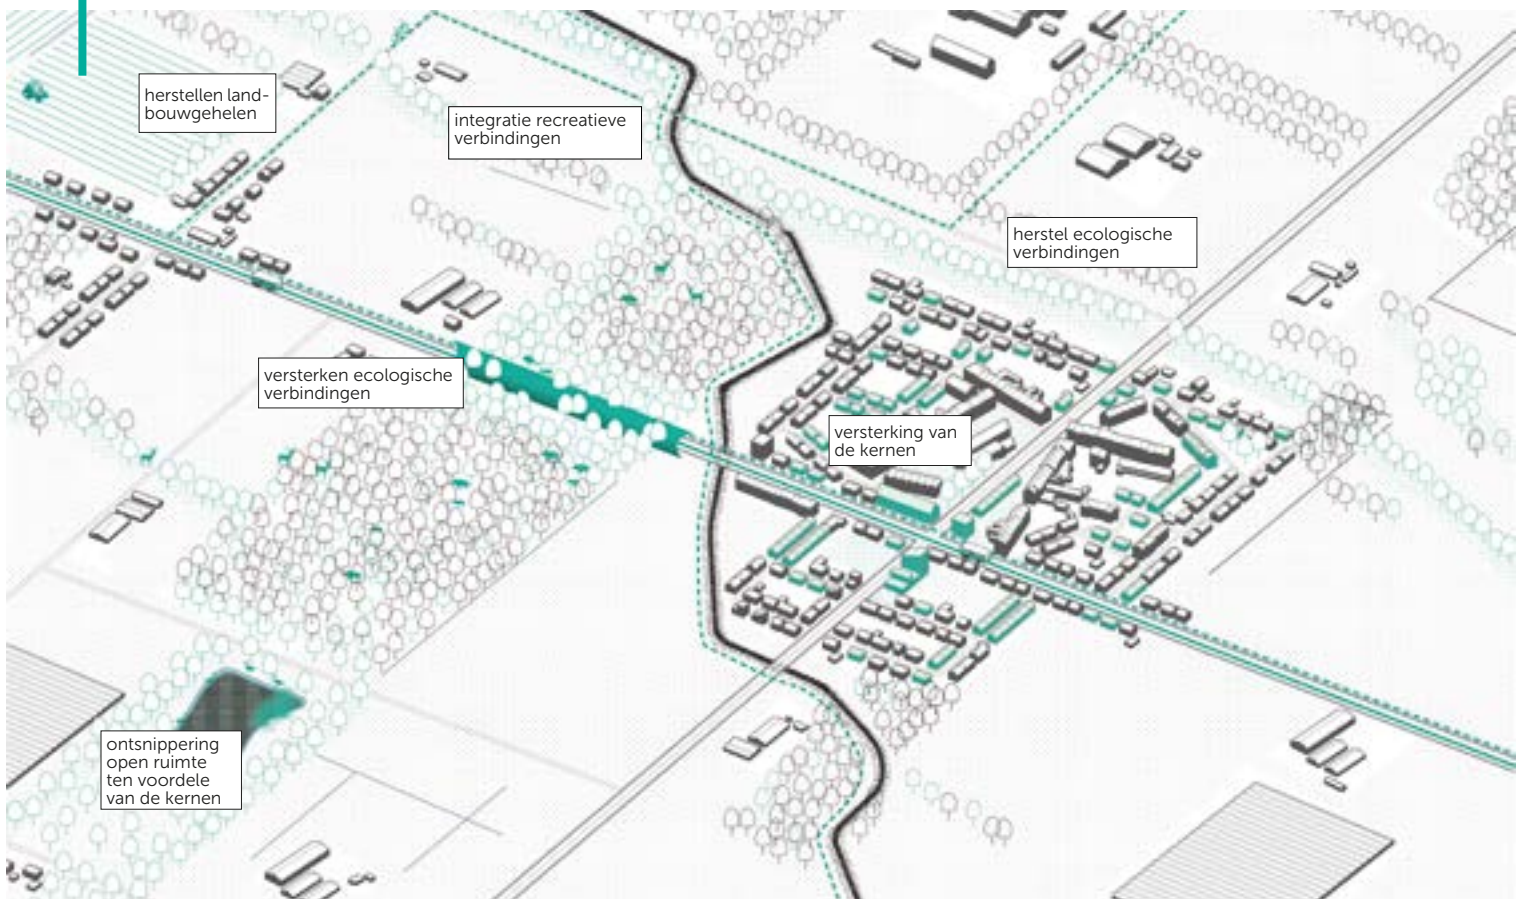 herstellen land-
bouwgehelen
integratie recreatieve
verbindingen
herstel ecologische
verbindingen
versterken ecologische
verbindingen
versterking van
de kernen
ontsnippering
open ruimte
ten voordele
van de kernen